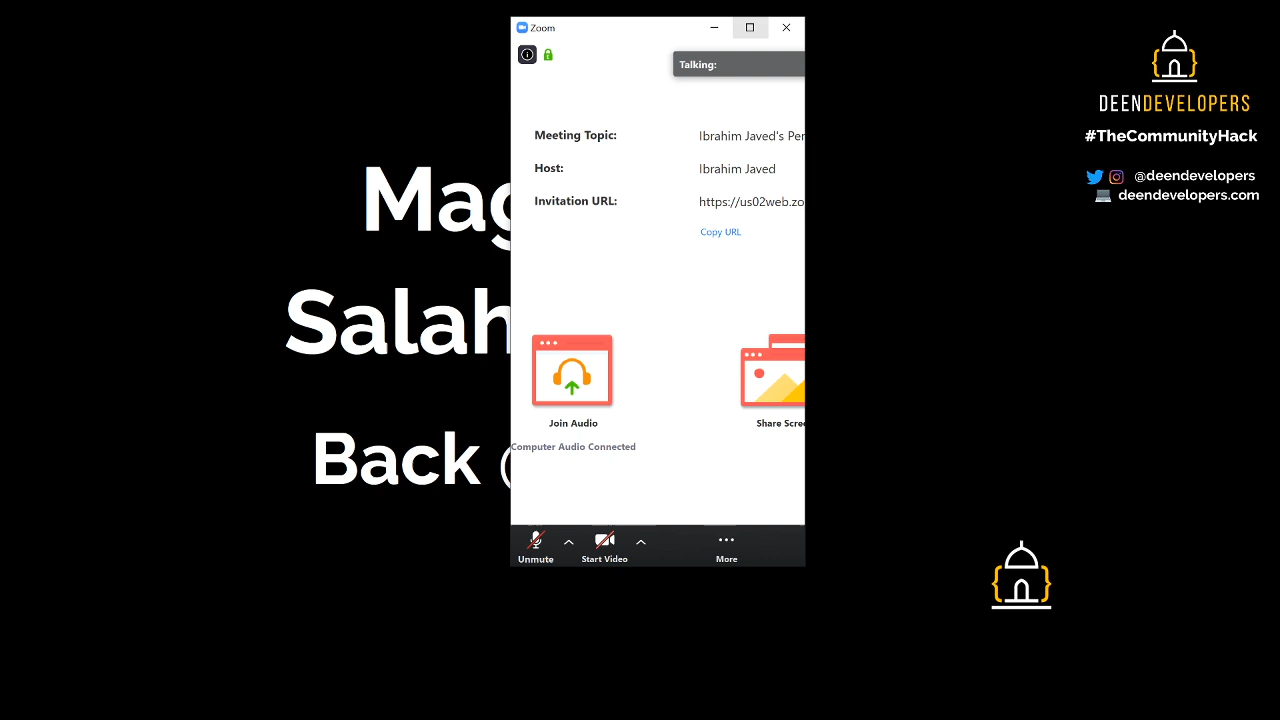 Zoom
Talking:
Meeting Topic:
Ibrahim Javed's Per
Host:
Ibrahim Javed
Invitation URL:
https://us02web.zo
Copy URL
Join Audio
Share Scree
Computer Audio Connected
Unmute
Start Video
More
Mag
Salah
Back
DEENDEVELOPERS
#TheCommunityHack
@deendevelopers
deendevelopers.com